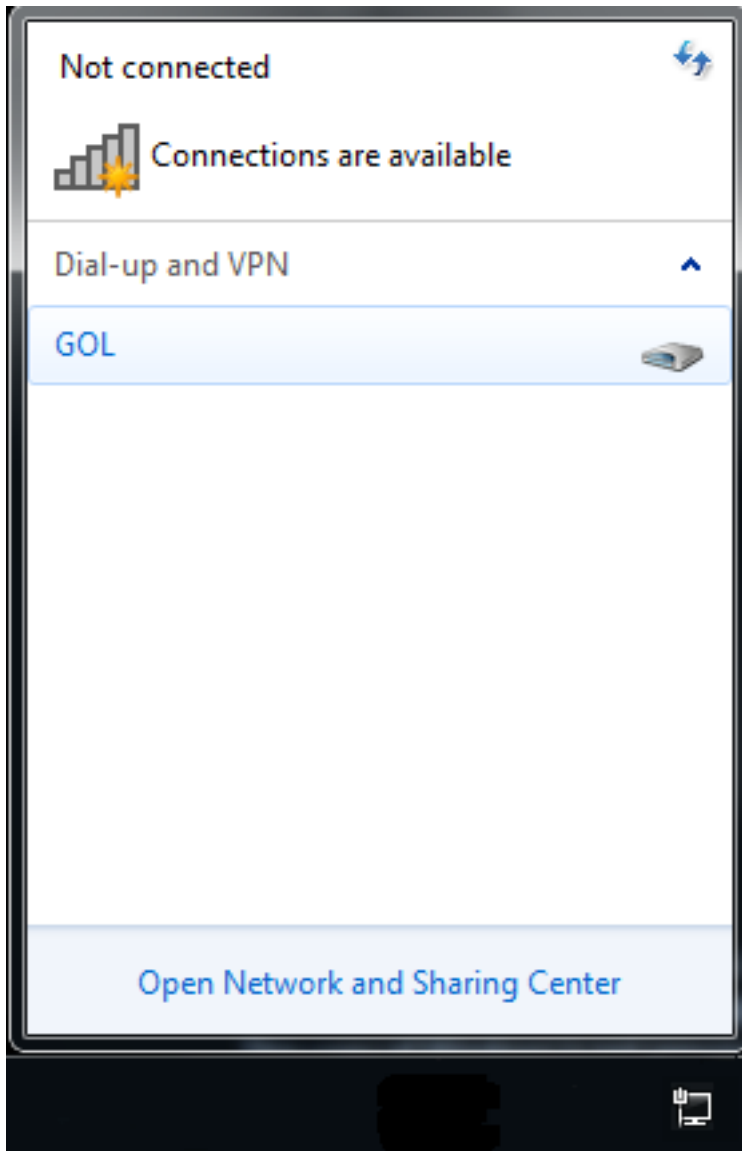 Not connected
Connections are available
Dial-up and VPN
GOL
Open Network and Sharing Center